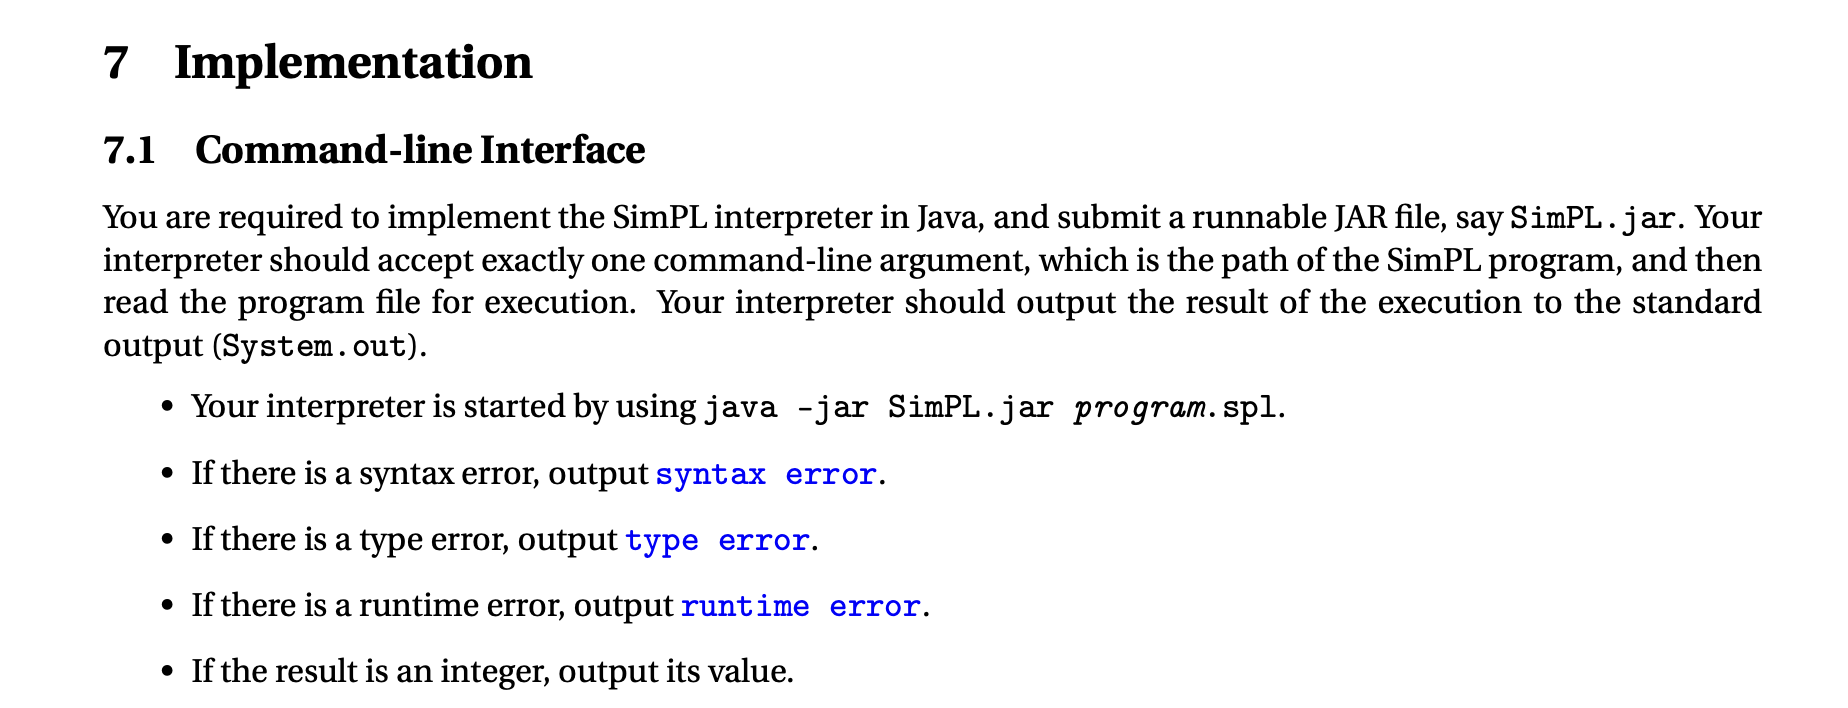 7 Implementation
7.1 Command-line Interface
You are required to implement the SimPL interpreter in Java, and submit a runnable JAR file, say SimPL.jar. Your
interpreter should accept exactly one command-line argument, which is the path of the SimPL program, and then
read the program file for execution. Your interpreter should output the result of the execution to the standard
output (System.out).
• Your interpreter is started by using java -jar SimPL.jar program.spl.
• If there is a syntax error, output syntax error.
• If there is a type error, output type error.
• If there is a runtime error, output runtime error.
• If the result is an integer, output its value.